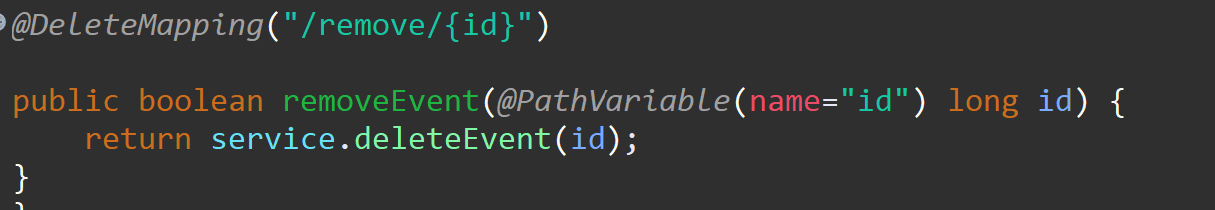 @DeleteMapping("/remove/{id}")
public boolean removeEvent(@PathVariable(name="id") long id) {
return service.deleteEvent(id);
}
}